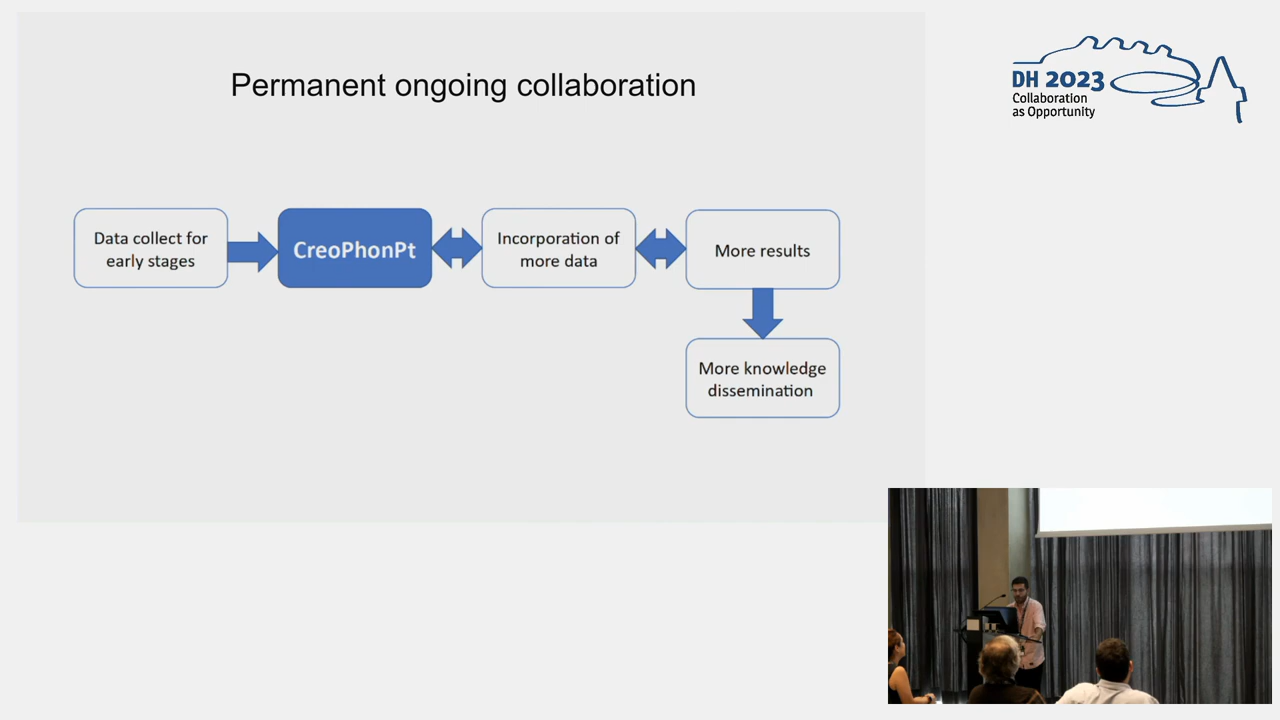 Permanent ongoing collaboration
DH 2023
Collaboration
as Opportunity
Data collect for
early stages
CreoPhonPt
Incorporation of
more data
More results
More knowledge
dissemination